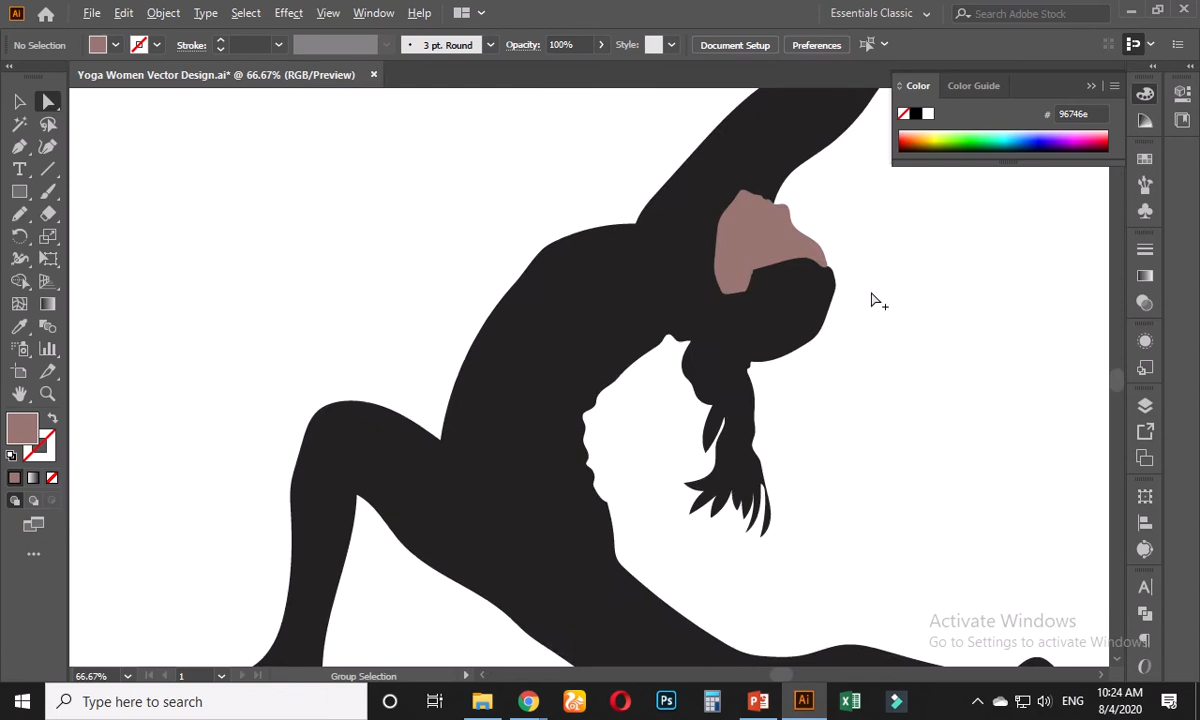 Ai File Edit Object Type Select Effect View Window Help Essentials Classic Search Adobe Stock
No Selection Stroke: 3 pt. Round Opacity: 100% Style: Document Setup Preferences
Yoga Women Vector Design.ai* @ 66.67% (RGB/Preview)
Color Color Guide
# 96746e
Activate Windows
Go to Settings to activate Windows.
66.67% 1 Group Selection
Type here to search Ps Ai ENG 10:24 AM
8/4/2020